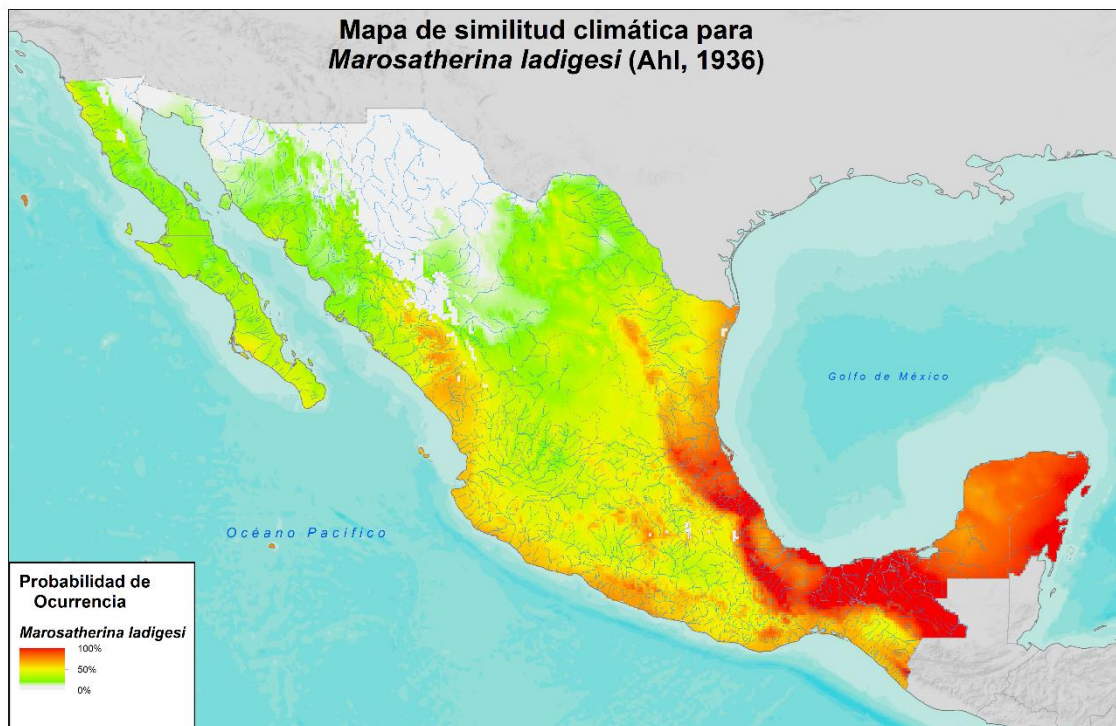 Mapa de similitud climática para
Marosatherina ladigesi (Ahl, 1936)
Golfo de México
Océano Pacífico
Probabilidad de
Ocurrencia
Marosatherina ladigesi
100%
50%
0%